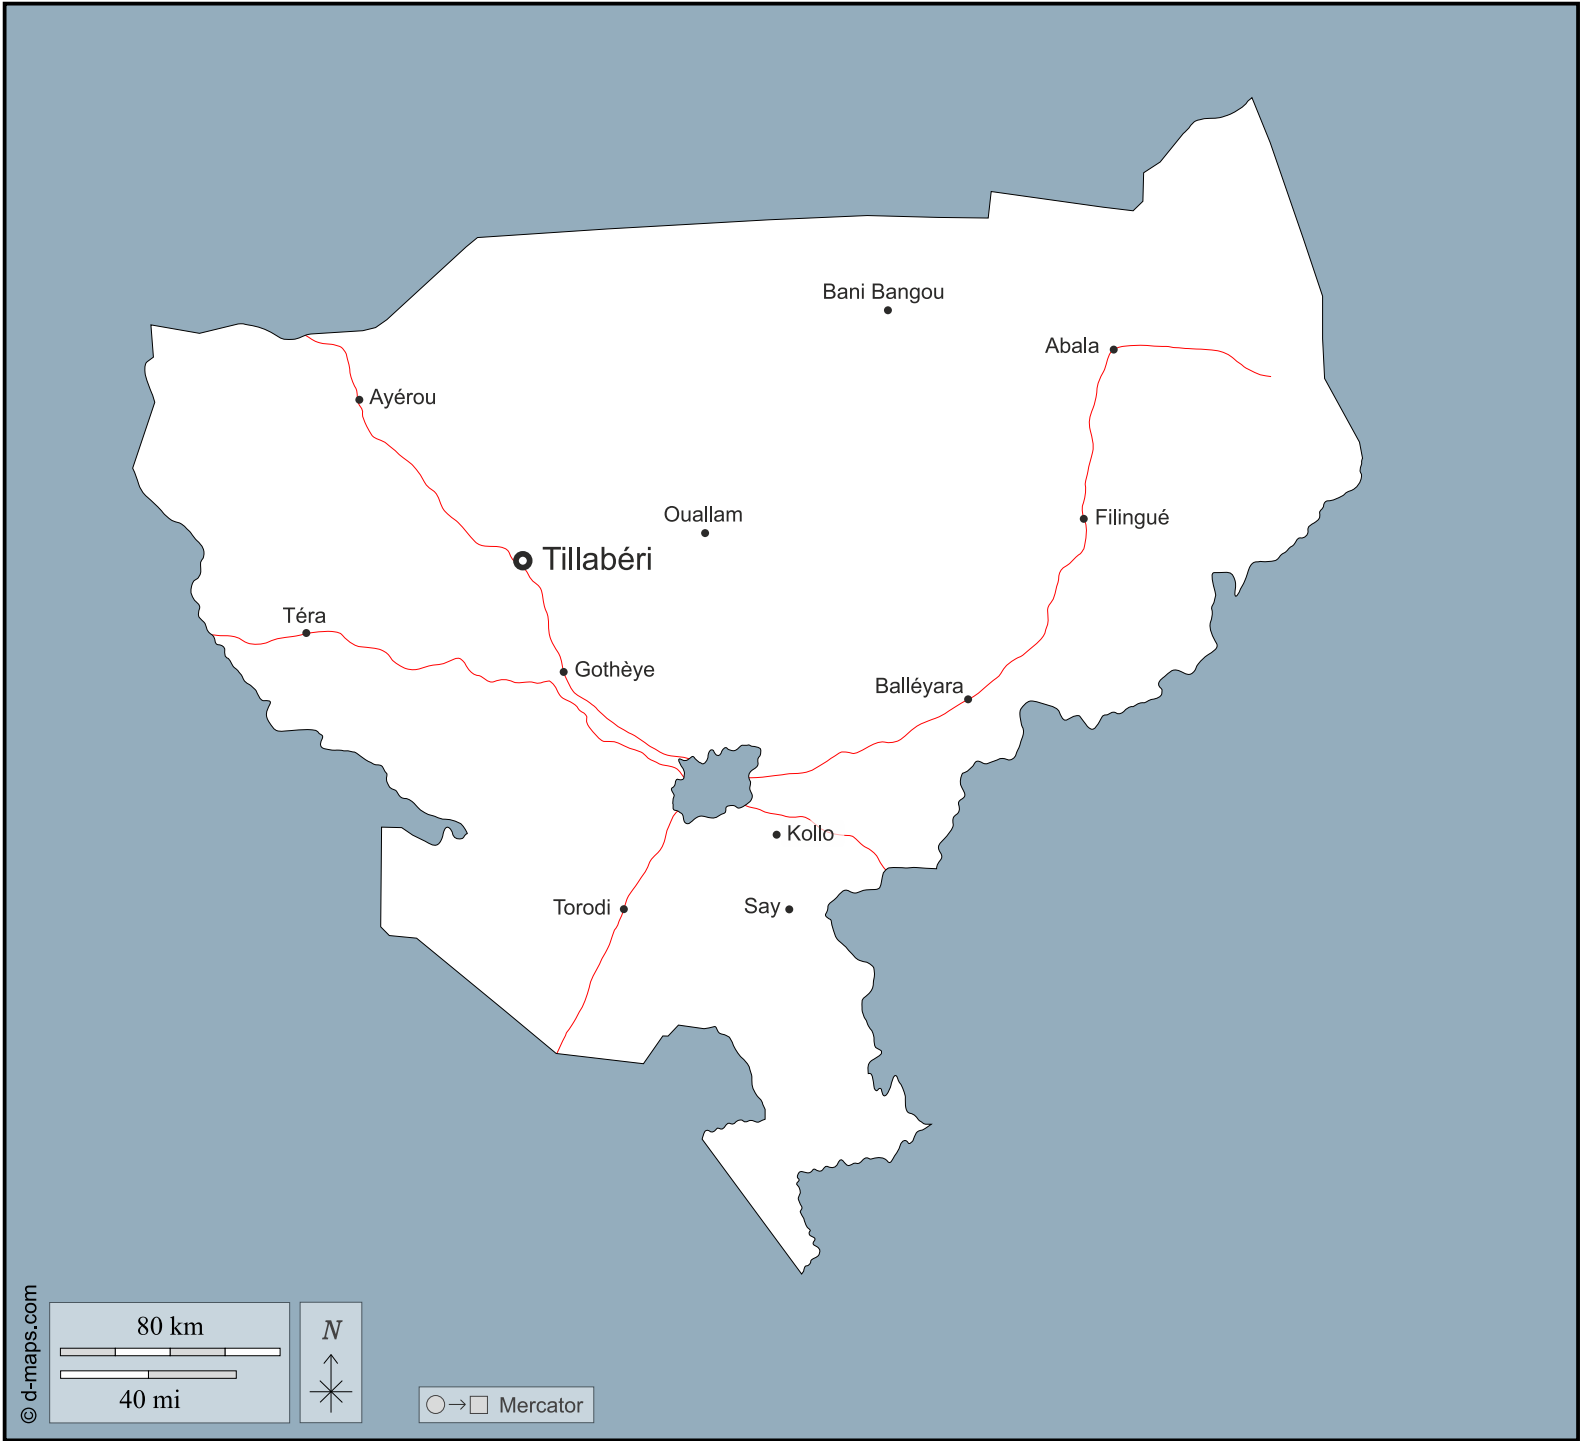 Bani Bangou
Abala
Ayérou
Ouallam
Filingué
Tillabéri
Téra
Gothèye
Balléyara
Kollo
Torodi
Say
© d-maps.com
80 km
40 mi
N
Mercator